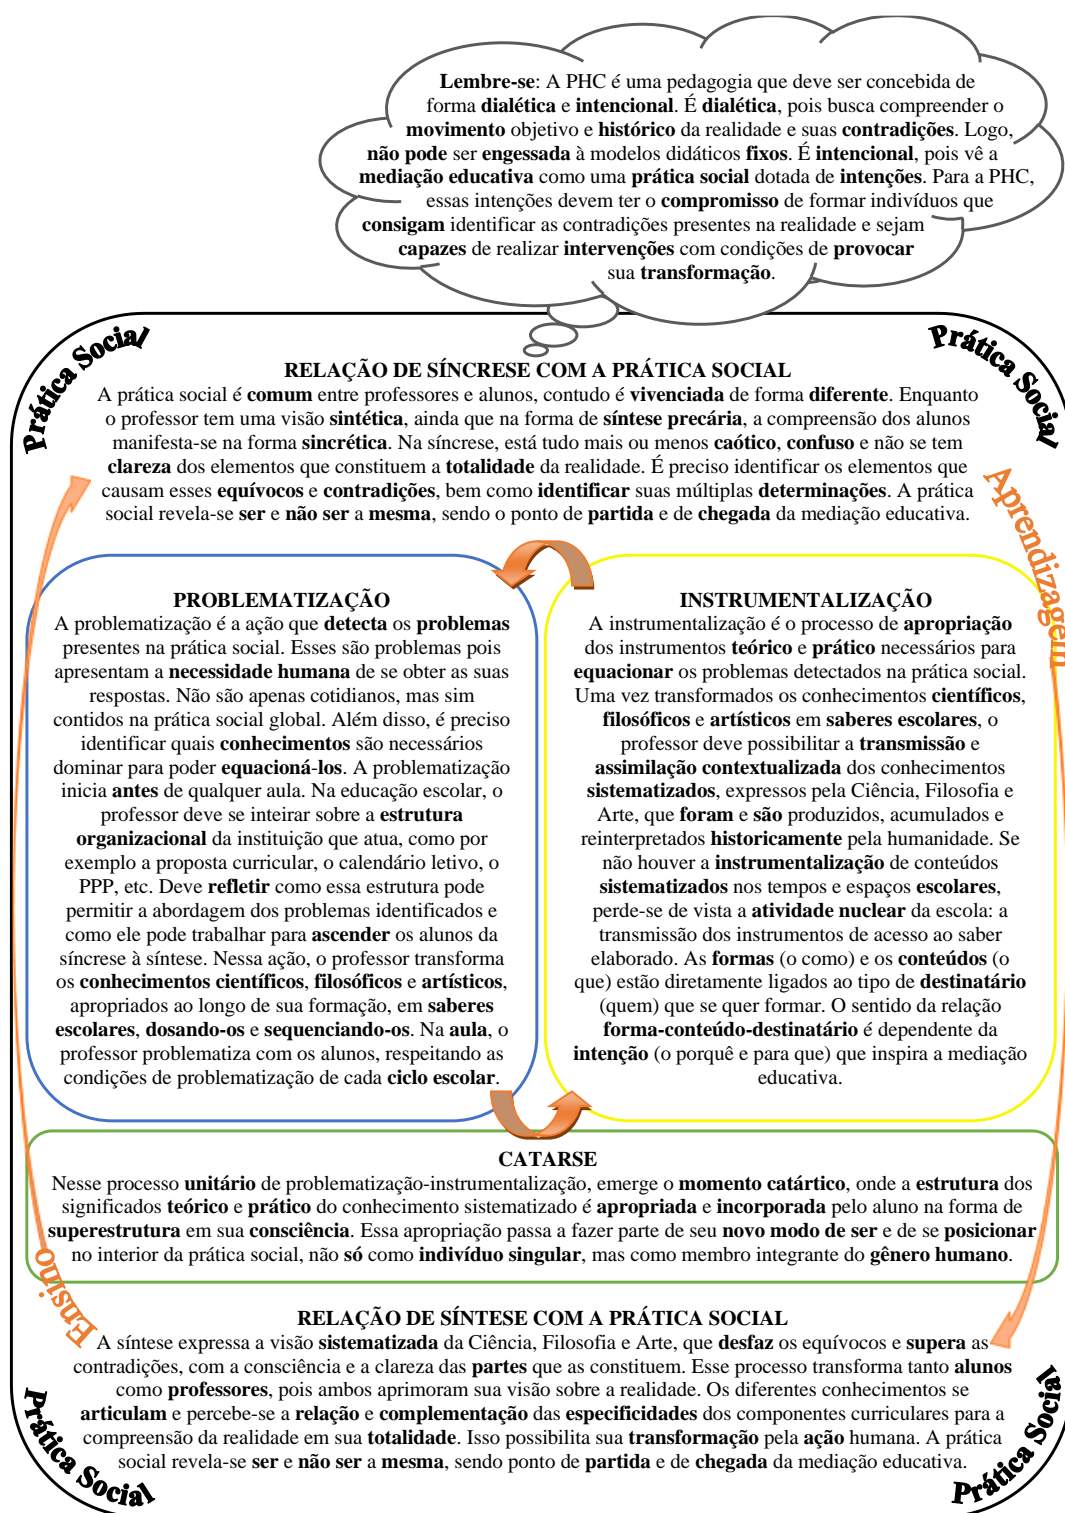 Lembre-se: A PHC é uma pedagogia que deve ser concebida de
forma dialética e intencional. É dialética, pois busca compreender o
movimento objetivo e histórico da realidade e suas contradições. Logo,
não pode ser engessada à modelos didáticos fixos. É intencional, pois vê a
mediação educativa como uma prática social dotada de intenções. Para a PHC,
essas intenções devem ter o compromisso de formar indivíduos que
consigam identificar as contradições presentes na realidade e sejam
capazes de realizar intervenções com condições de provocar
sua transformação.
Prática Social
Prática Social
RELAÇÃO DE SÍNCRESE COM A PRÁTICA SOCIAL
A prática social é comum entre professores e alunos, contudo é vivenciada de forma diferente. Enquanto
o professor tem uma visão sintética, ainda que na forma de síntese precária, a compreensão dos alunos
manifesta-se na forma sincrética. Na síncrese, está tudo mais ou menos caótico, confuso e não se tem
clareza dos elementos que constituem a totalidade da realidade. É preciso identificar os elementos que
causam esses equívocos e contradições, bem como identificar suas múltiplas determinações. A prática
social revela-se ser e não ser a mesma, sendo o ponto de partida e de chegada da mediação educativa.
Aprendizagem
PROBLEMATIZAÇÃO
A problematização é a ação que detecta os problemas
presentes na prática social. Esses são problemas pois
apresentam a necessidade humana de se obter as suas
respostas. Não são apenas cotidianos, mas sim
contidos na prática social global. Além disso, é preciso
identificar quais conhecimentos são necessários
dominar para poder equacioná-los. A problematização
inicia antes de qualquer aula. Na educação escolar, o
professor deve se inteirar sobre a estrutura
organizacional da instituição que atua, como por
exemplo a proposta curricular, o calendário letivo, o
PPP, etc. Deve refletir como essa estrutura pode
permitir a abordagem dos problemas identificados e
como ele pode trabalhar para ascender os alunos da
síncrese à síntese. Nessa ação, o professor transforma
os conhecimentos científicos, filosóficos e artísticos,
apropriados ao longo de sua formação, em saberes
escolares, dosando-os e sequenciando-os. Na aula, o
professor problematiza com os alunos, respeitando as
condições de problematização de cada ciclo escolar.
INSTRUMENTALIZAÇÃO
A instrumentalização é o processo de apropriação
dos instrumentos teórico e prático necessários para
equacionar os problemas detectados na prática social.
Uma vez transformados os conhecimentos científicos,
filosóficos e artísticos em saberes escolares, o
professor deve possibilitar a transmissão e
assimilação contextualizada dos conhecimentos
sistematizados, expressos pela Ciência, Filosofia e
Arte, que foram e são produzidos, acumulados e
reinterpretados historicamente pela humanidade. Se
não houver a instrumentalização de conteúdos
sistematizados nos tempos e espaços escolares,
perde-se de vista a atividade nuclear da escola: a
transmissão dos instrumentos de acesso ao saber
elaborado. As formas (o como) e os conteúdos (o
que) estão diretamente ligados ao tipo de destinatário
(quem) que se quer formar. O sentido da relação
forma-conteúdo-destinatário é dependente da
intenção (o porquê e para que) que inspira a mediação
educativa.
CATARSE
Nesse processo unitário de problematização-instrumentalização, emerge o momento catártico, onde a estrutura dos
significados teórico e prático do conhecimento sistematizado é apropriada e incorporada pelo aluno na forma de
superestrutura em sua consciência. Essa apropriação passa a fazer parte de seu novo modo de ser e de se posicionar
no interior da prática social, não só como indivíduo singular, mas como membro integrante do gênero humano.
Ensino
RELAÇÃO DE SÍNTESE COM A PRÁTICA SOCIAL
A síntese expressa a visão sistematizada da Ciência, Filosofia e Arte, que desfaz os equívocos e supera as
contradições, com a consciência e a clareza das partes que as constituem. Esse processo transforma tanto alunos
como professores, pois ambos aprimoram sua visão sobre a realidade. Os diferentes conhecimentos se
articulam e percebe-se a relação e complementação das especificidades dos componentes curriculares para a
compreensão da realidade em sua totalidade. Isso possibilita sua transformação pela ação humana. A prática
social revela-se ser e não ser a mesma, sendo ponto de partida e de chegada da mediação educativa.
Prática Social
Prática Social